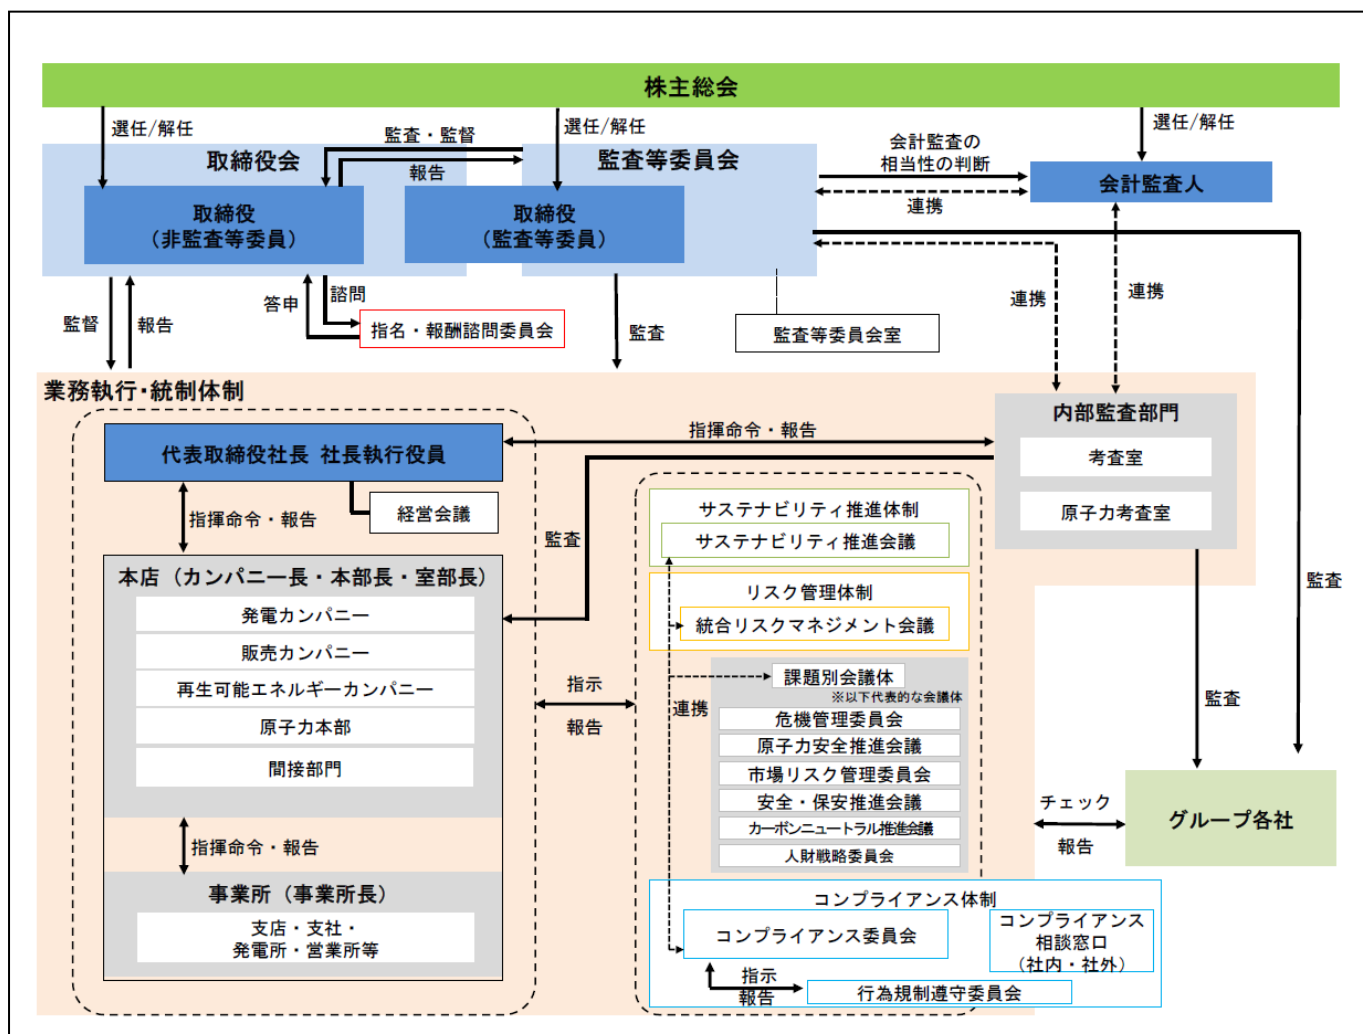 株主総会
選任/解任
監査・監督
選任/解任
会計監査の
相当性の判断
選任/解任
取締役会
報告
監査等委員会
会計監査人
連携
取締役
（非監査等委員）
取締役
（監査等委員）
監督
報告
答申
諮問
指名・報酬諮問委員会
監査
監査等委員会室
連携
連携
業務執行・統制体制
内部監査部門
考査室
原子力考査室
指揮命令・報告
代表取締役社長 社長執行役員
経営会議
指揮命令・報告
監査
サステナビリティ推進体制
サステナビリティ推進会議
監査
本店（カンパニー長・本部長・室部長）
発電カンパニー
販売カンパニー
再生可能エネルギーカンパニー
原子力本部
間接部門
リスク管理体制
統合リスクマネジメント会議
指示
報告
連携
課題別会議体
※以下代表的な会議体
危機管理委員会
原子力安全推進会議
市場リスク管理委員会
安全・保安推進会議
カーボンニュートラル推進会議
人財戦略委員会
監査
チェック
報告
グループ各社
指揮命令・報告
事業所（事業所長）
支店・支社・
発電所・営業所等
コンプライアンス体制
コンプライアンス委員会
コンプライアンス
相談窓口
（社内・社外）
指示
報告
行為規制遵守委員会